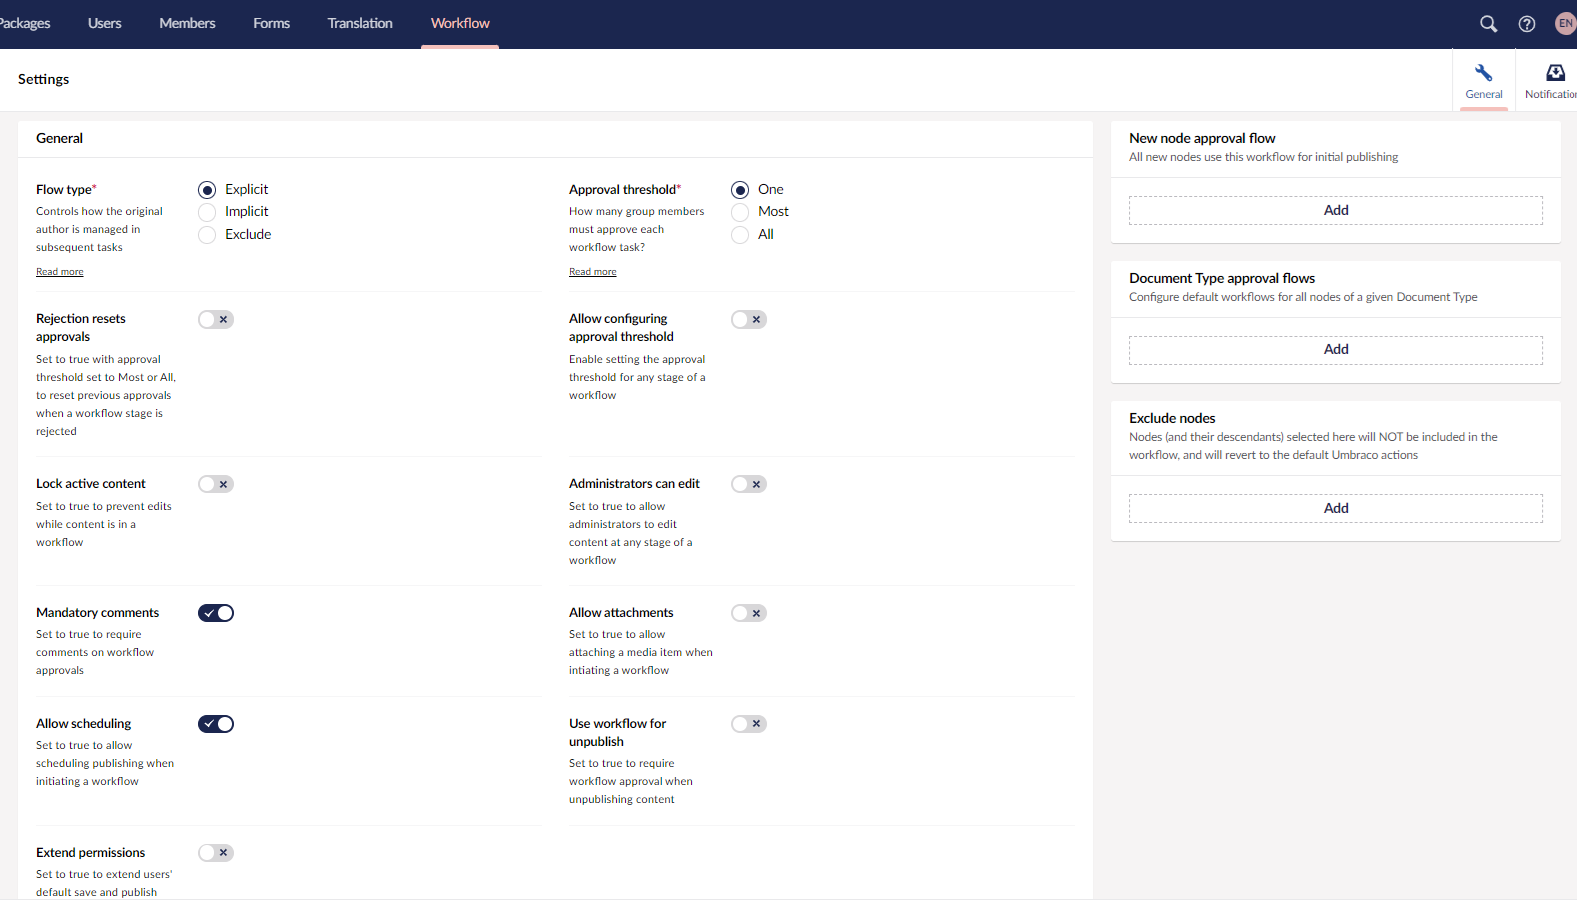 Packages Users Members Forms Translation Workflow EN
Settings
General
Notification
General
Flow type*
Controls how the original
author is managed in
subsequent tasks
Read more
Explicit
Implicit
Exclude
Approval threshold*
How many group members
must approve each
workflow task?
Read more
One
Most
All
Rejection resets
approvals
Set to true with approval
threshold set to Most or All,
to reset previous approvals
when a workflow stage is
rejected
Allow configuring
approval threshold
Enable setting the approval
threshold for any stage of a
workflow
Lock active content
Set to true to prevent edits
while content is in a
workflow
Administrators can edit
Set to true to allow
administrators to edit
content at any stage of a
workflow
Mandatory comments
Set to true to require
comments on workflow
approvals
Allow attachments
Set to true to allow
attaching a media item when
intiating a workflow
Allow scheduling
Set to true to allow
scheduling publishing when
initiating a workflow
Use workflow for
unpublish
Set to true to require
workflow approval when
unpublishing content
Extend permissions
Set to true to extend users'
default save and publish
New node approval flow
All new nodes use this workflow for initial publishing
Add
Document Type approval flows
Configure default workflows for all nodes of a given Document Type
Add
Exclude nodes
Nodes (and their descendants) selected here will NOT be included in the
workflow, and will revert to the default Umbraco actions
Add